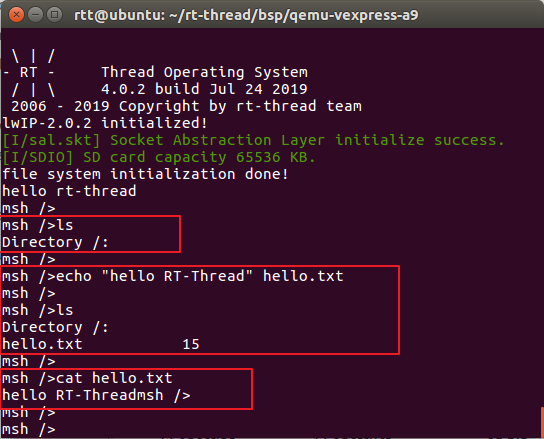 rtt@ubuntu: ~/rt-thread/bsp/qemu-vexpress-a9
 \ | /
- RT -     Thread Operating System
 / | \     4.0.2 build Jul 24 2019
 2006 - 2019 Copyright by rt-thread team
lwIP-2.0.2 initialized!
[I/sal.skt] Socket Abstraction Layer initialize success.
[I/SDIO] SD card capacity 65536 KB.
file system initialization done!
hello rt-thread
msh />
msh />ls
Directory /:
msh />
msh />echo "hello RT-Thread" hello.txt
msh />
msh />ls
Directory /:
hello.txt           15
msh />
msh />cat hello.txt
hello RT-Threadmsh />
msh />
msh />